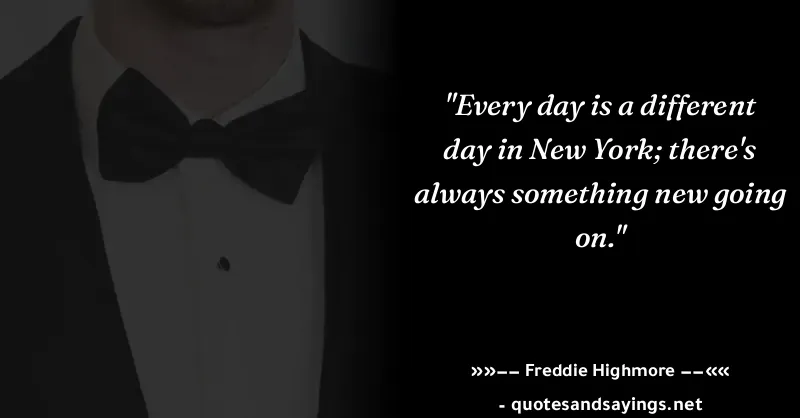 "Every day is a different
day in New York; there's
always something new going
on."
»»–– Freddie Highmore ––««
- quotesandsayings.net